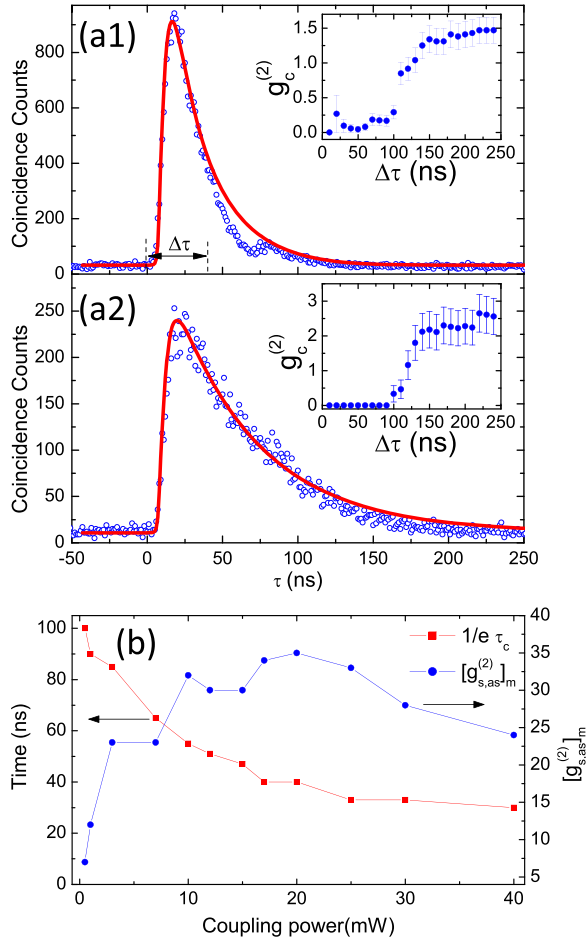 (a1)
Coincidence Counts
0
200
400
600
800
Δτ
g_c^(2)
0.0
0.5
1.0
1.5
0 50 100 150 200 250
Δτ (ns)
(a2)
Coincidence Counts
0
50
100
150
200
250
g_c^(2)
0
1
2
3
0 50 100 150 200 250
Δτ (ns)
-50 0 50 100 150 200 250
τ (ns)
(b)
1/e τ_c
[g_{s,as}^(2)]_m
Time (ns)
0
20
40
60
80
100
[g_{s,as}^(2)]_m
5
10
15
20
25
30
35
40
0 10 20 30 40
Coupling power(mW)